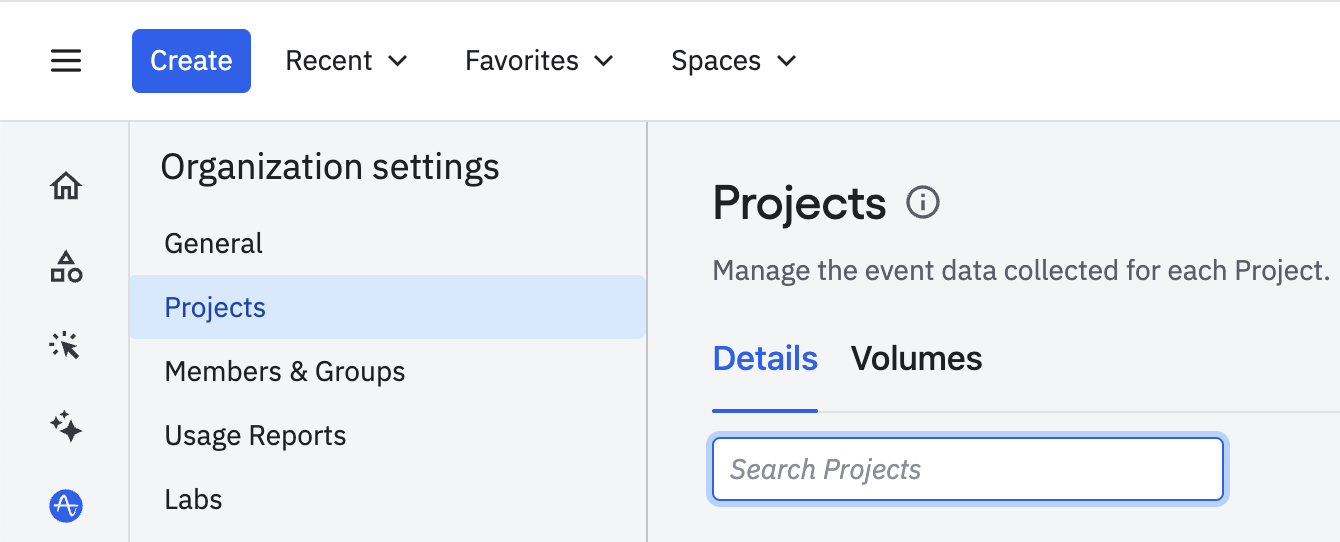 Create Recent Favorites Spaces
Organization settings
General
Projects
Members & Groups
Usage Reports
Labs
Projects
Manage the event data collected for each Project.
Details Volumes
Search Projects